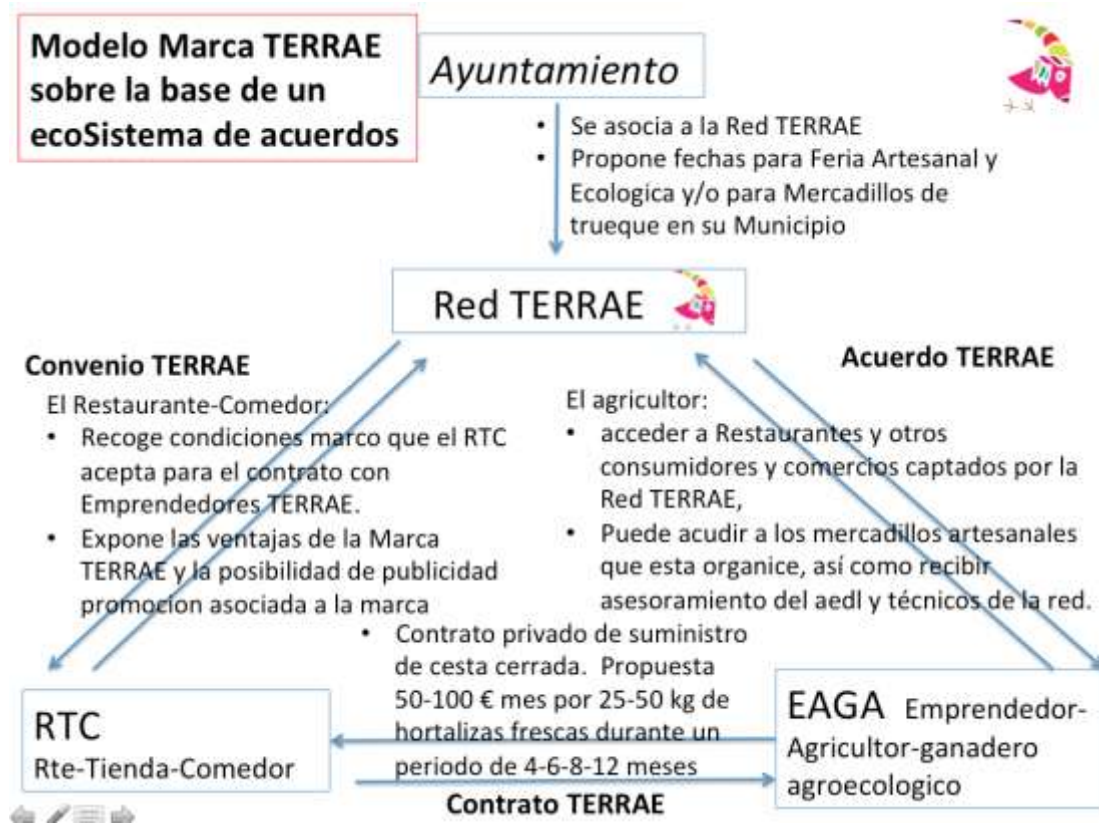 Modelo Marca TERRAE
sobre la base de un
ecoSistema de acuerdos
Ayuntamiento
• Se asocia a la Red TERRAE
• Propone fechas para Feria Artesanal y
Ecologica y/o para Mercadillos de
trueque en su Municipio
Red TERRAE
Convenio TERRAE
El Restaurante-Comedor:
• Recoge condiciones marco que el RTC
acepta para el contrato con
Emprendedores TERRAE.
• Expone las ventajas de la Marca
TERRAE y la posibilidad de publicidad
promocion asociada a la marca
Acuerdo TERRAE
El agricultor:
• acceder a Restaurantes y otros
consumidores y comercios captados por la
Red TERRAE,
• Puede acudir a los mercadillos artesanales
que esta organice, así como recibir
asesoramiento del aedl y técnicos de la red.
• Contrato privado de suministro
de cesta cerrada. Propuesta
50-100 € mes por 25-50 kg de
hortalizas frescas durante un
periodo de 4-6-8-12 meses
Contrato TERRAE
RTC
Rte-Tienda-Comedor
EAGA Emprendedor-
Agricultor-ganadero
agroecologico